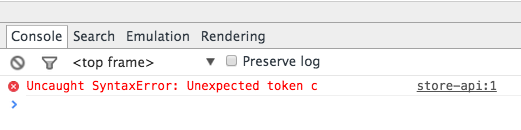 Console Search Emulation Rendering
<top frame> Preserve log
Uncaught SyntaxError: Unexpected token c store-api:1